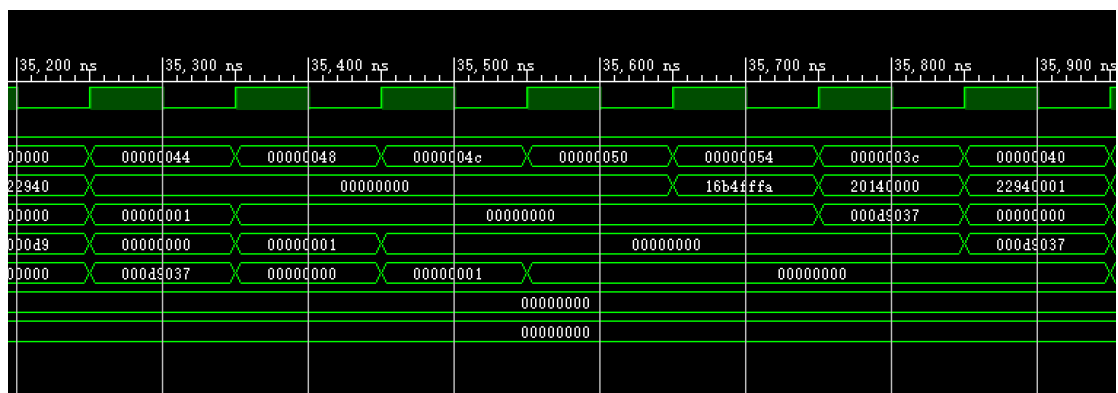 35,200 ns 35,300 ns 35,400 ns 35,500 ns 35,600 ns 35,700 ns 35,800 ns 35,900 ns
00000 00000044 00000048 0000004c 00000050 00000054 0000003c 00000040
22940 00000000 16b4fffa 20140000 22940001
00000 00000001 00000000 000d9037 00000000
000d9 00000000 00000001 00000000 000d9037
00000 000d9037 00000000 00000001 00000000
00000000
00000000